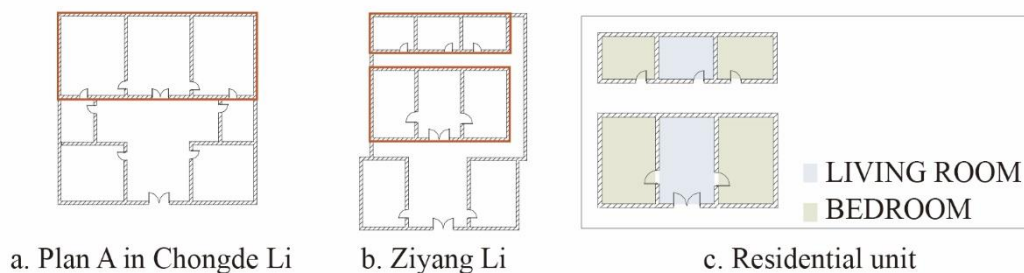 LIVING ROOM
BEDROOM
a. Plan A in Chongde Li
b. Ziyang Li
c. Residential unit